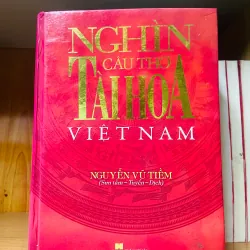 NGHÌN
CÂU THƠ
TÀI HOA
VIỆT NAM
NGUYỄN VŨ TIỀM
(Sưu tầm - Tuyển - Dịch)